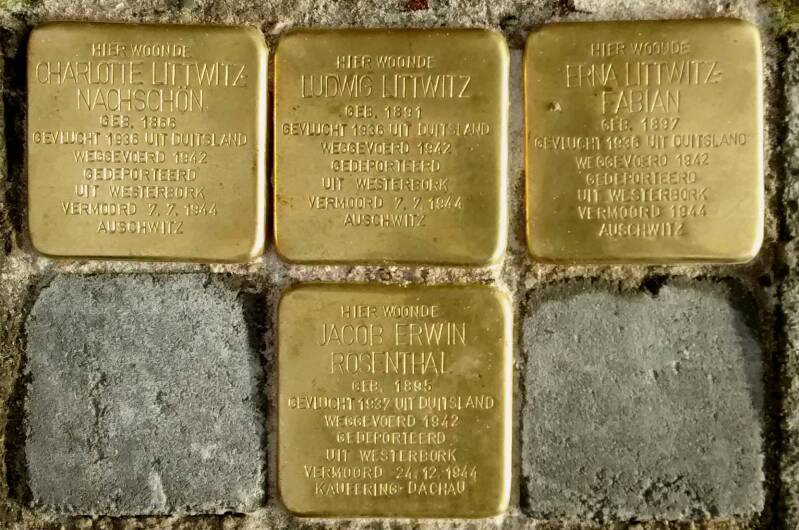 HIER WOONDE
CHARLOTTE LITTWITZ-
NACHSCHÖN
GEB. 1866
GEVLUCHT 1936 UIT DUITSLAND
WEGGEVOERD 1942
GEDEPORTEERD
UIT WESTERBORK
VERMOORD 7.7.1944
AUSCHWITZ
HIER WOONDE
LUDWIG LITTWITZ
GEB. 1891
GEVLUCHT 1936 UIT DUITSLAND
WEGGEVOERD 1942
GEDEPORTEERD
UIT WESTERBORK
VERMOORD 7.7.1944
AUSCHWITZ
HIER WOONDE
ERNA LITTWITZ-
FABIAN
GEB. 1897
GEVLUCHT 1936 UIT DUITSLAND
WEGGEVOERD 1942
GEDEPORTEERD
UIT WESTERBORK
VERMOORD 1944
AUSCHWITZ
HIER WOONDE
JACOB ERWIN
ROSENTHAL
GEB. 1895
GEVLUCHT 1937 UIT DUITSLAND
WEGGEVOERD 1942
GEDEPORTEERD
UIT WESTERBORK
VERMOORD 24.12.1944
KAUFERING-DACHAU